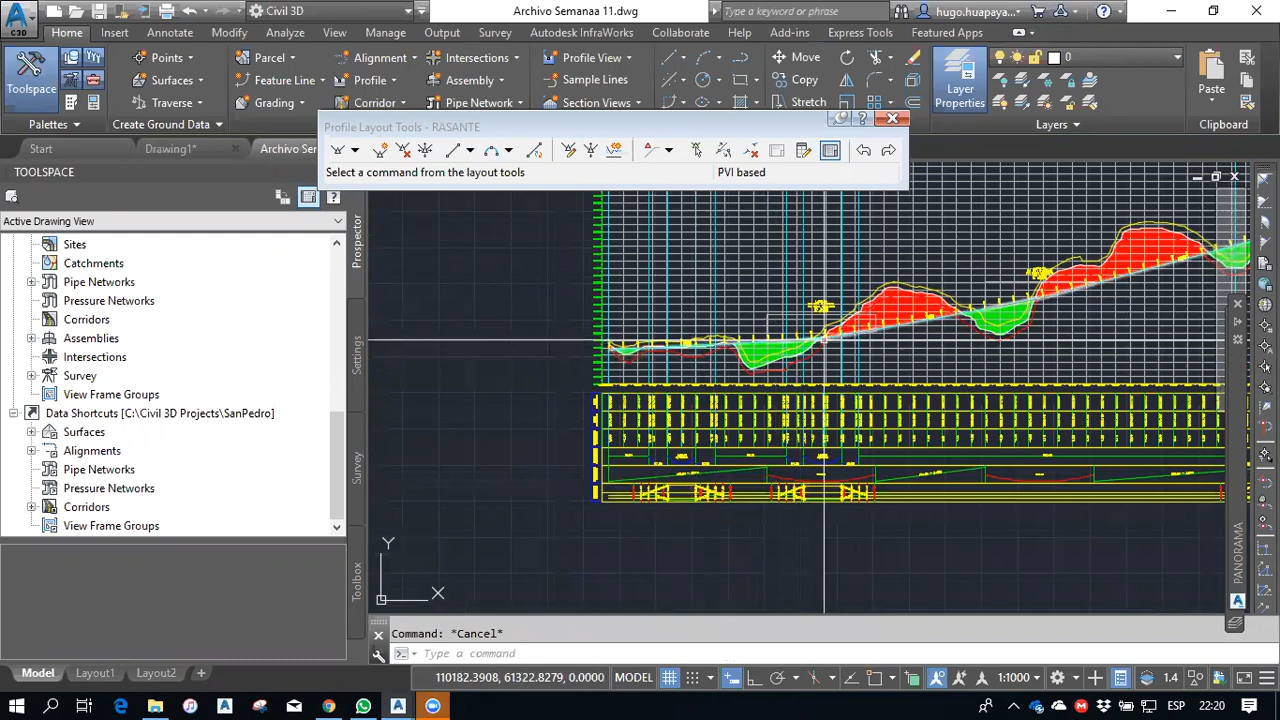 Civil 3D
Archivo Semanaa 11.dwg
Type a keyword or phrase
hugo.huapaya...
C3D
Home Insert Annotate Modify Analyze View Manage Output Survey Autodesk InfraWorks Collaborate Help Add-ins Express Tools Featured Apps
Toolspace
Palettes
Points
Surfaces
Traverse
Create Ground Data
Parcel
Feature Line
Grading
Alignment
Profile
Corridor
Intersections
Assembly
Pipe Network
Profile View
Sample Lines
Section Views
Move
Copy
Stretch
Layer
Properties
0
Layers
Paste
Clipboard
Start
Drawing1*
Archivo Sem
Profile Layout Tools - RASANTE
Select a command from the layout tools
PVI based
TOOLSPACE
Active Drawing View
Sites
Catchments
Pipe Networks
Pressure Networks
Corridors
Assemblies
Intersections
Survey
View Frame Groups
Data Shortcuts [C:\Civil 3D Projects\SanPedro]
Surfaces
Alignments
Pipe Networks
Pressure Networks
Corridors
View Frame Groups
Prospector
Settings
Survey
Toolbox
Y
X
PANORAMA
Command: *Cancel*
Type a command
Model Layout1 Layout2 +
110182.3908, 61322.8279, 0.0000 MODEL
1:1000
1.4
ESP 22:20